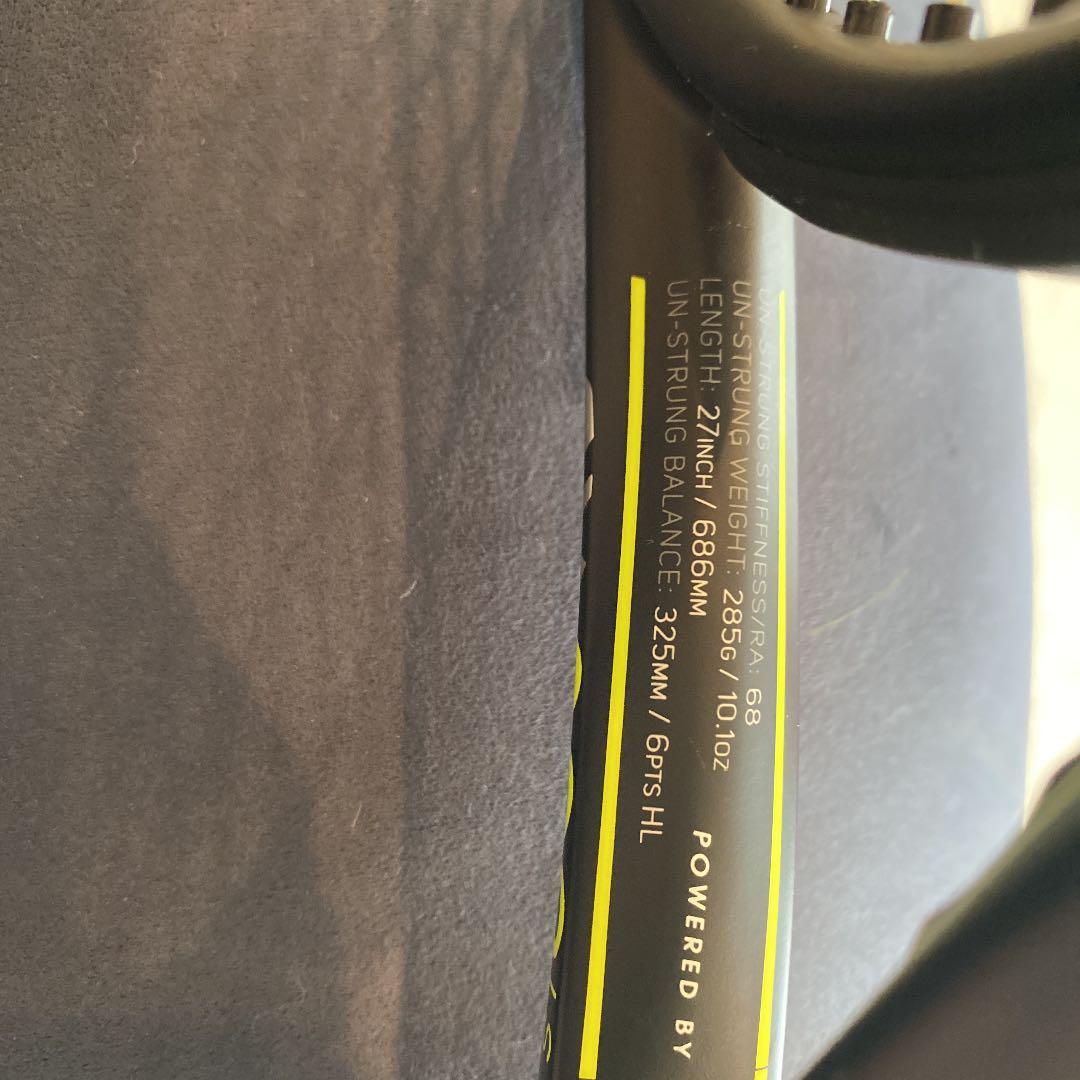 UN-STRUNG STIFFNESS/RA: 68
UN-STRUNG WEIGHT: 285G / 10.1OZ
LENGTH: 27INCH / 686MM
UN-STRUNG BALANCE: 325MM / 6PTS HL
POWERED BY